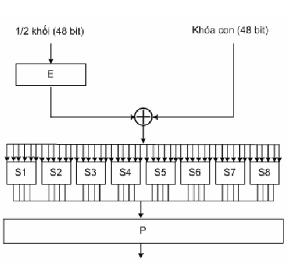 1/2 khối (48 bit)
Khóa con (48 bit)
E
S1 S2 S3 S4 S5 S6 S7 S8
P